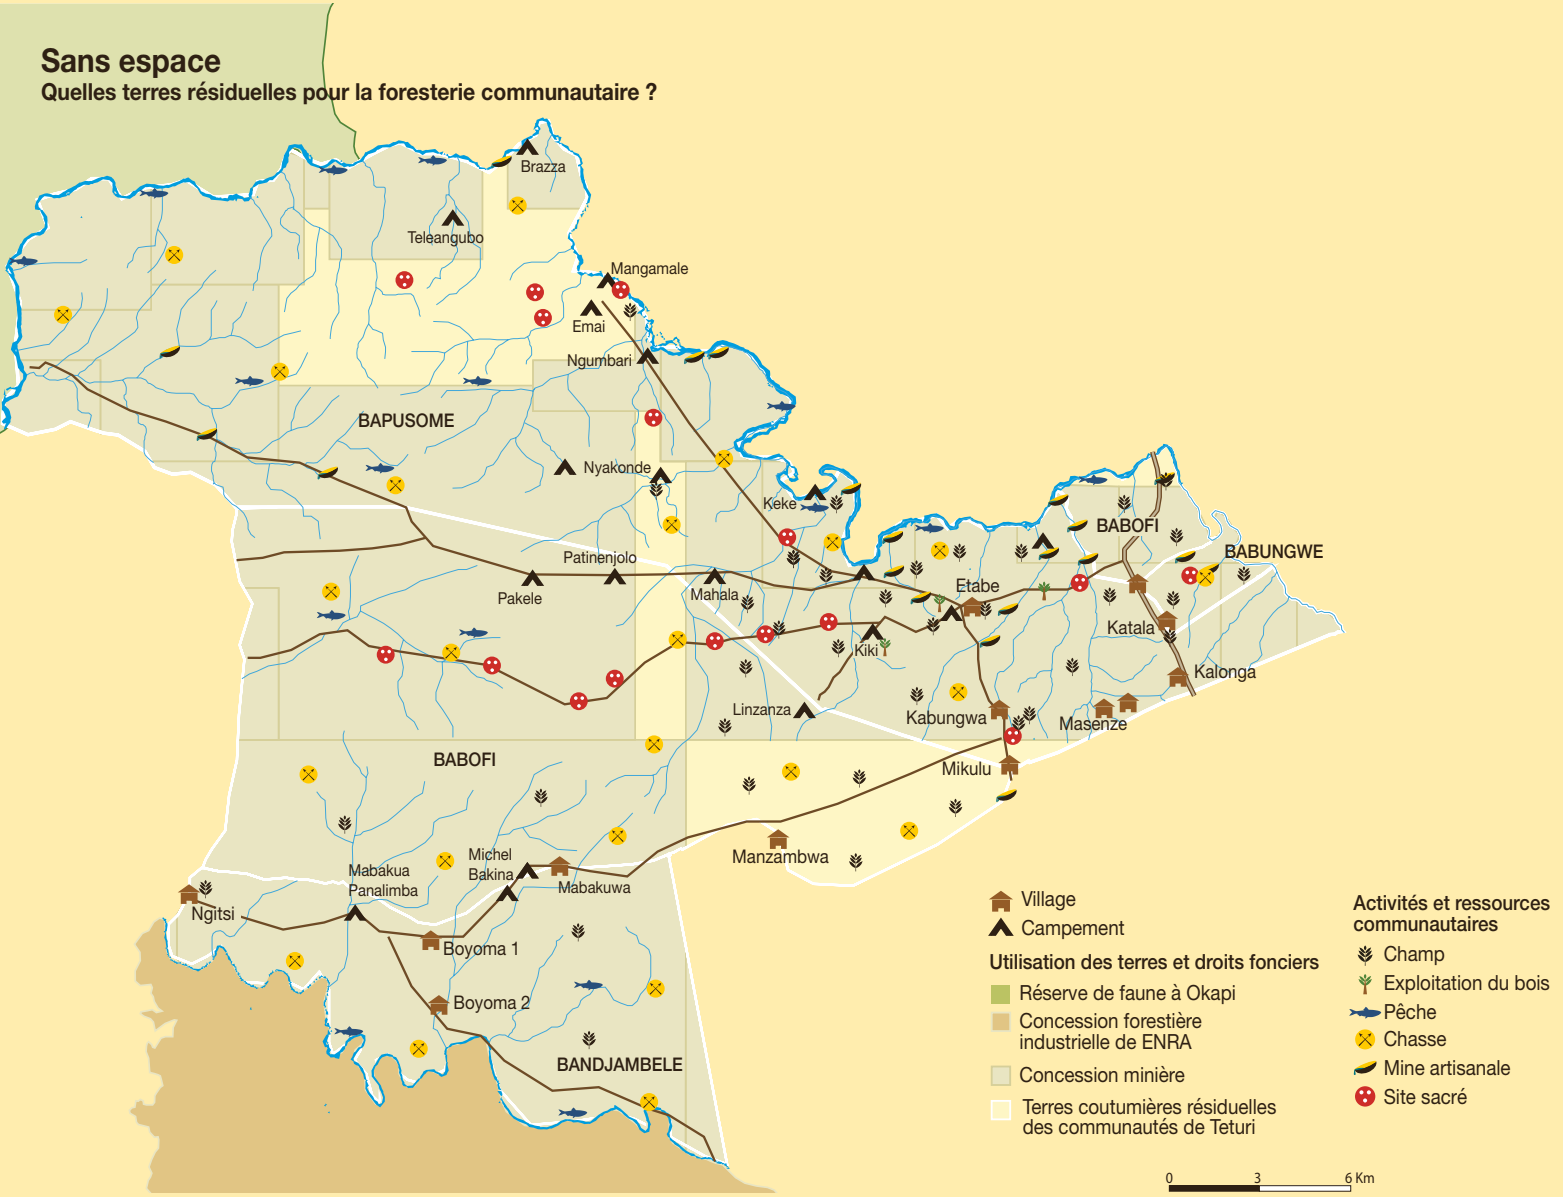 Sans espace
Quelles terres résiduelles pour la foresterie communautaire ?
Brazza
Teleangubo
Mangamale
Emai
Ngumbari
BAPUSOME
Nyakonde
Keke
BABOFI
BABUNGWE
Patinenjolo
Pakele
Mahala
Etabe
Katala
Kiki
Kalonga
Linzanza
Kabungwa
Masenze
BABOFI
Mikulu
Manzambwa
Michel
Bakina
Mabakua
Panalimba
Mabakuwa
Ngitsi
Boyoma 1
Boyoma 2
BANDJAMBELE
Village
Campement
Utilisation des terres et droits fonciers
Réserve de faune à Okapi
Concession forestière
industrielle de ENRA
Concession minière
Terres coutumières résiduelles
des communautés de Teturi
Activités et ressources
communautaires
Champ
Exploitation du bois
Pêche
Chasse
Mine artisanale
Site sacré
0 3 6 Km